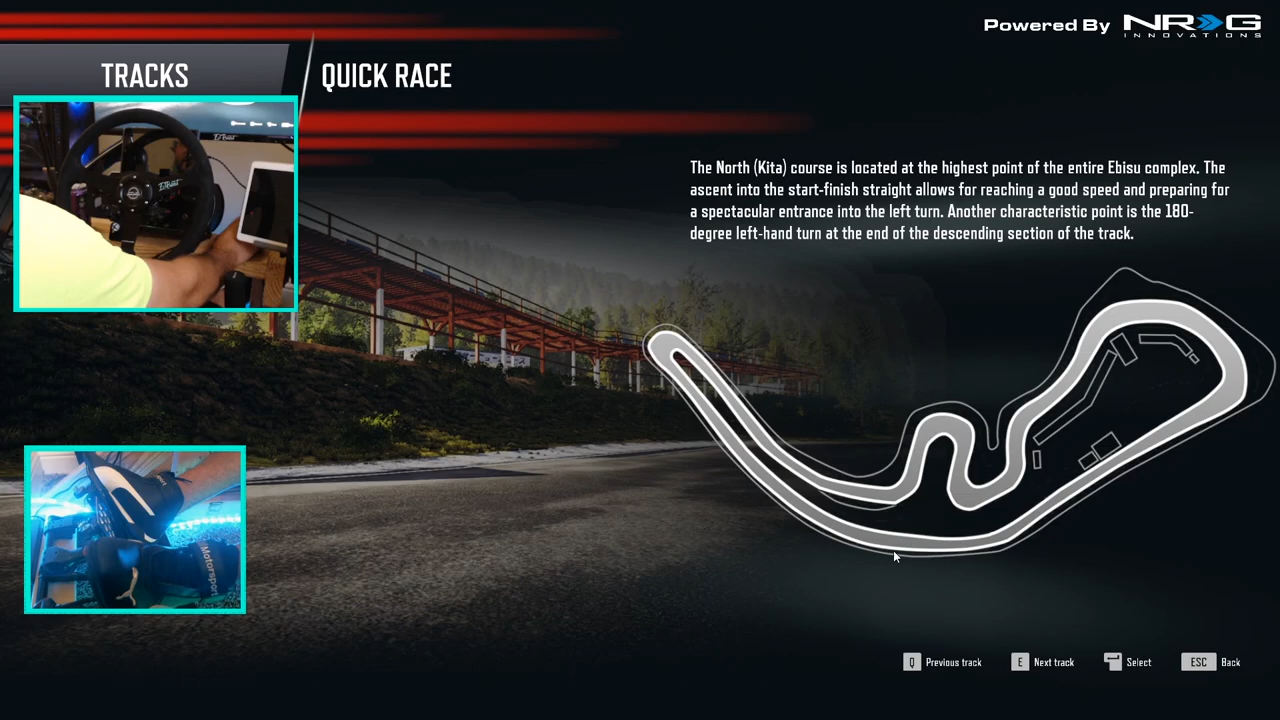 Powered By NRG
INNOVATIONS
TRACKS
QUICK RACE
The North (Kita) course is located at the highest point of the entire Ebisu complex. The
ascent into the start-finish straight allows for reaching a good speed and preparing for
a spectacular entrance into the left turn. Another characteristic point is the 180-
degree left-hand turn at the end of the descending section of the track.
Motorsport
Q Previous track
E Next track
Select
ESC Back